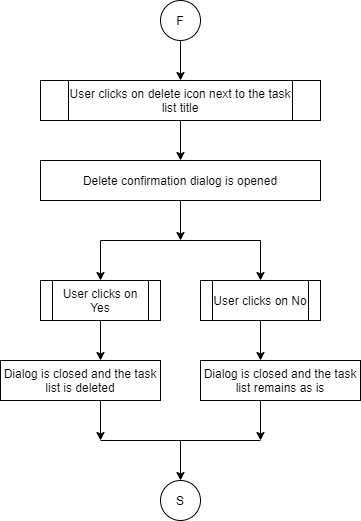 F
User clicks on delete icon next to the task
list title
Delete confirmation dialog is opened
User clicks on
Yes
User clicks on No
Dialog is closed and the task
list is deleted
Dialog is closed and the task
list remains as is
S